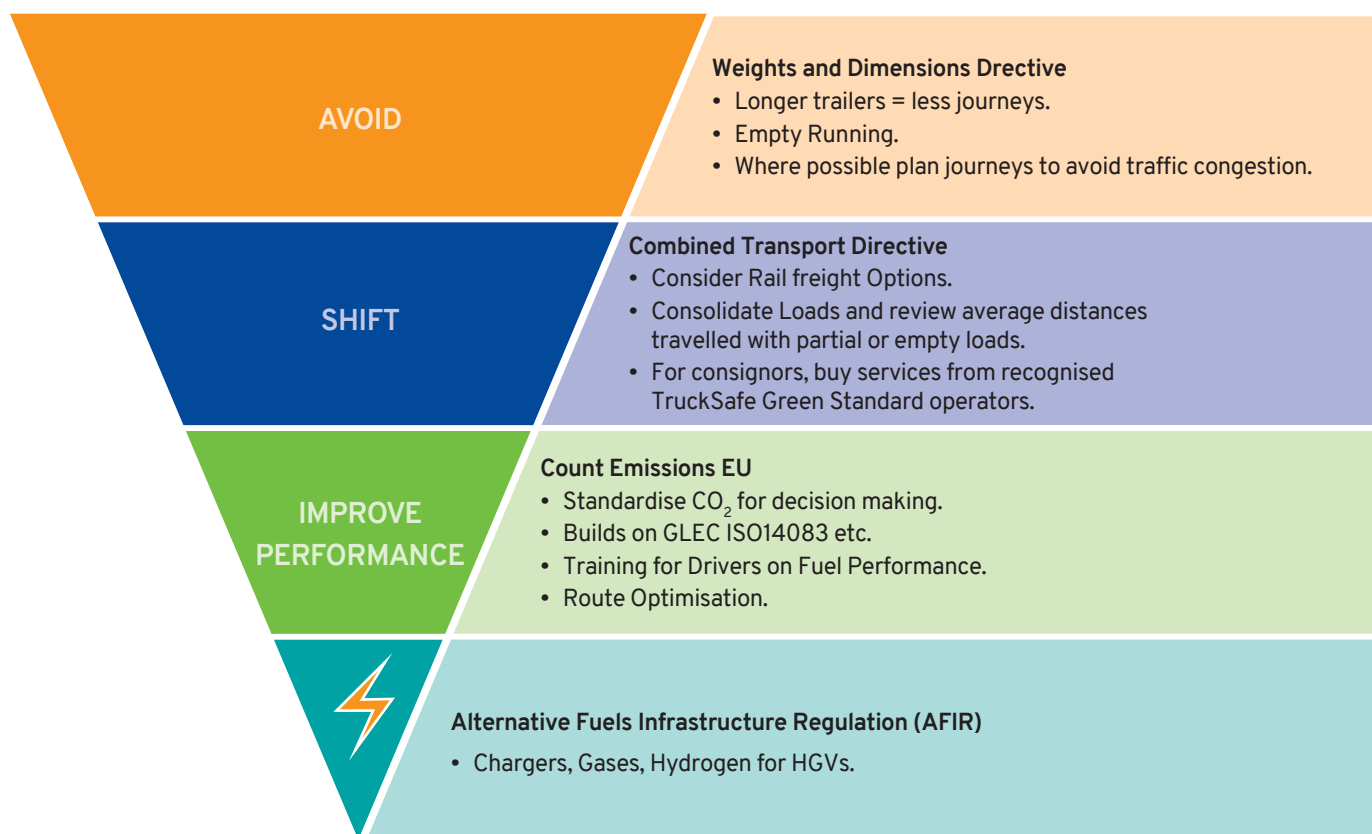 AVOID
Weights and Dimensions Drective
• Longer trailers = less journeys.
• Empty Running.
• Where possible plan journeys to avoid traffic congestion.
SHIFT
Combined Transport Directive
• Consider Rail freight Options.
• Consolidate Loads and review average distances
travelled with partial or empty loads.
• For consignors, buy services from recognised
TruckSafe Green Standard operators.
IMPROVE
PERFORMANCE
Count Emissions EU
• Standardise CO₂ for decision making.
• Builds on GLEC ISO14083 etc.
• Training for Drivers on Fuel Performance.
• Route Optimisation.
Alternative Fuels Infrastructure Regulation (AFIR)
• Chargers, Gases, Hydrogen for HGVs.